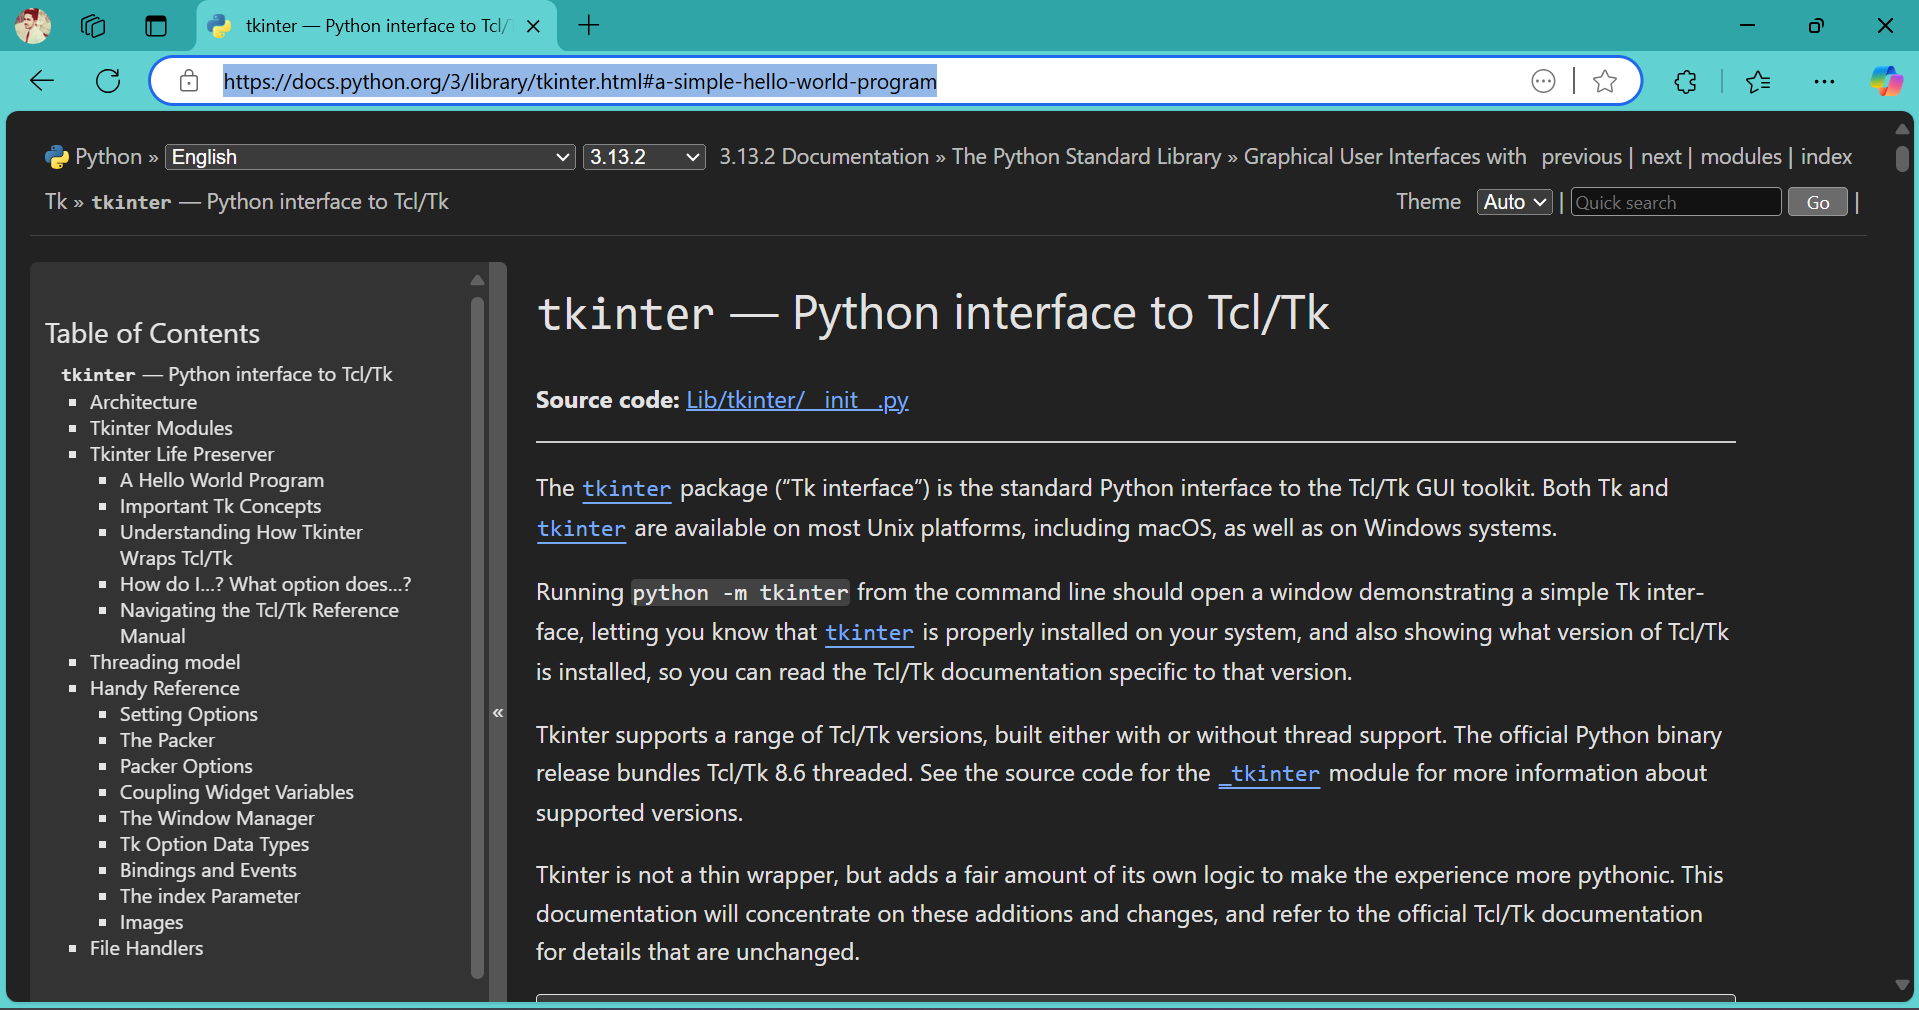 tkinter — Python interface to Tcl/
https://docs.python.org/3/library/tkinter.html#a-simple-hello-world-program
Python » English 3.13.2 3.13.2 Documentation » The Python Standard Library » Graphical User Interfaces with previous | next | modules | index
Tk » tkinter — Python interface to Tcl/Tk Theme Auto | Quick search Go |
Table of Contents
tkinter — Python interface to Tcl/Tk
Architecture
Tkinter Modules
Tkinter Life Preserver
A Hello World Program
Important Tk Concepts
Understanding How Tkinter
Wraps Tcl/Tk
How do I...? What option does...?
Navigating the Tcl/Tk Reference
Manual
Threading model
Handy Reference
Setting Options
The Packer
Packer Options
Coupling Widget Variables
The Window Manager
Tk Option Data Types
Bindings and Events
The index Parameter
Images
File Handlers
«
tkinter — Python interface to Tcl/Tk
Source code: Lib/tkinter/__init__.py
The tkinter package (“Tk interface”) is the standard Python interface to the Tcl/Tk GUI toolkit. Both Tk and
tkinter are available on most Unix platforms, including macOS, as well as on Windows systems.
Running python -m tkinter from the command line should open a window demonstrating a simple Tk inter-
face, letting you know that tkinter is properly installed on your system, and also showing what version of Tcl/Tk
is installed, so you can read the Tcl/Tk documentation specific to that version.
Tkinter supports a range of Tcl/Tk versions, built either with or without thread support. The official Python binary
release bundles Tcl/Tk 8.6 threaded. See the source code for the _tkinter module for more information about
supported versions.
Tkinter is not a thin wrapper, but adds a fair amount of its own logic to make the experience more pythonic. This
documentation will concentrate on these additions and changes, and refer to the official Tcl/Tk documentation
for details that are unchanged.